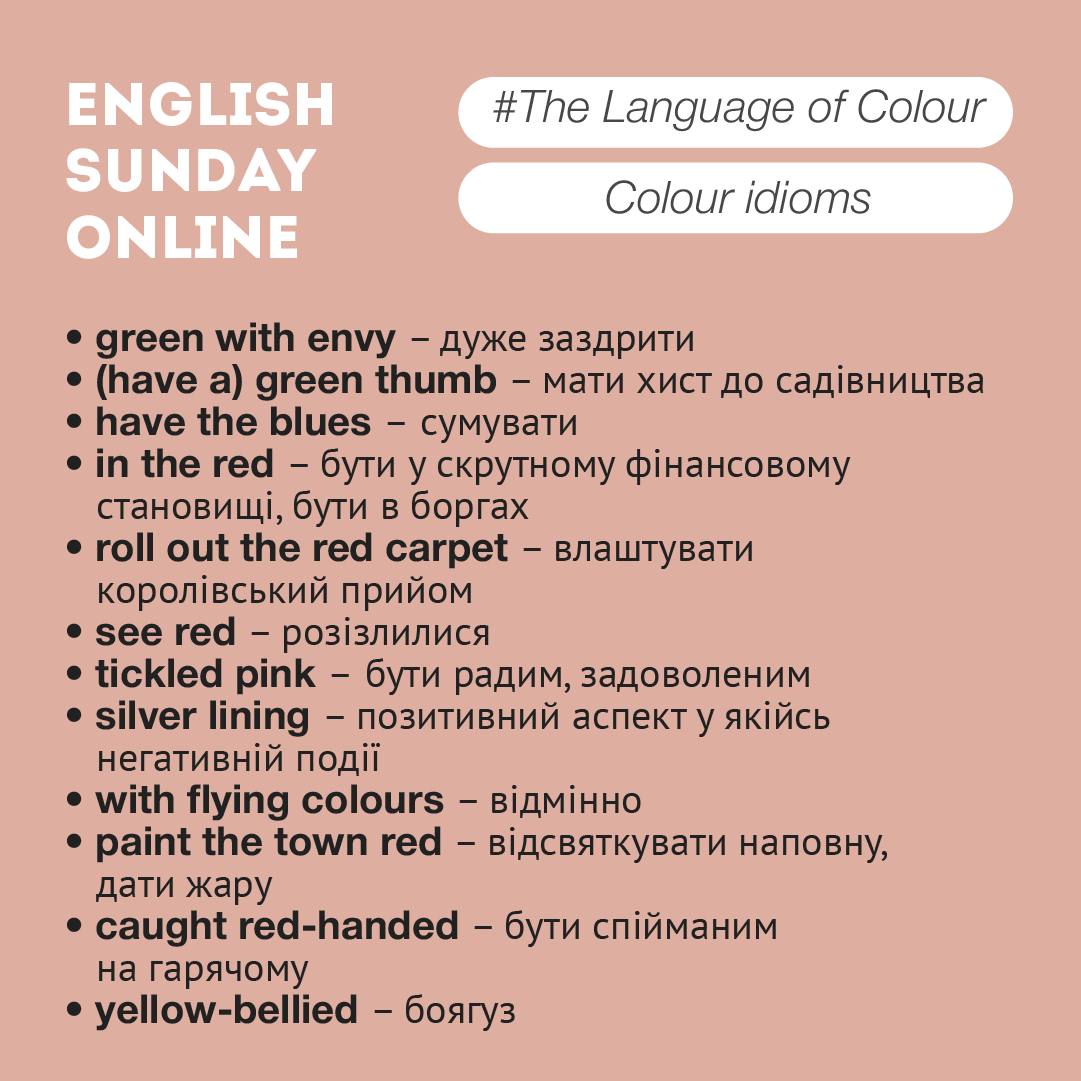 ENGLISH
SUNDAY
ONLINE
#The Language of Colour
Colour idioms
• green with envy – дуже заздрити
• (have a) green thumb – мати хист до садівництва
• have the blues – сумувати
• in the red – бути у скрутному фінансовому
становищі, бути в боргах
• roll out the red carpet – влаштувати
королівський прийом
• see red – розізлилися
• tickled pink – бути радим, задоволеним
• silver lining – позитивний аспект у якійсь
негативній події
• with flying colours – відмінно
• paint the town red – відсвяткувати наповну,
дати жару
• caught red-handed – бути спійманим
на гарячому
• yellow-bellied – боягуз